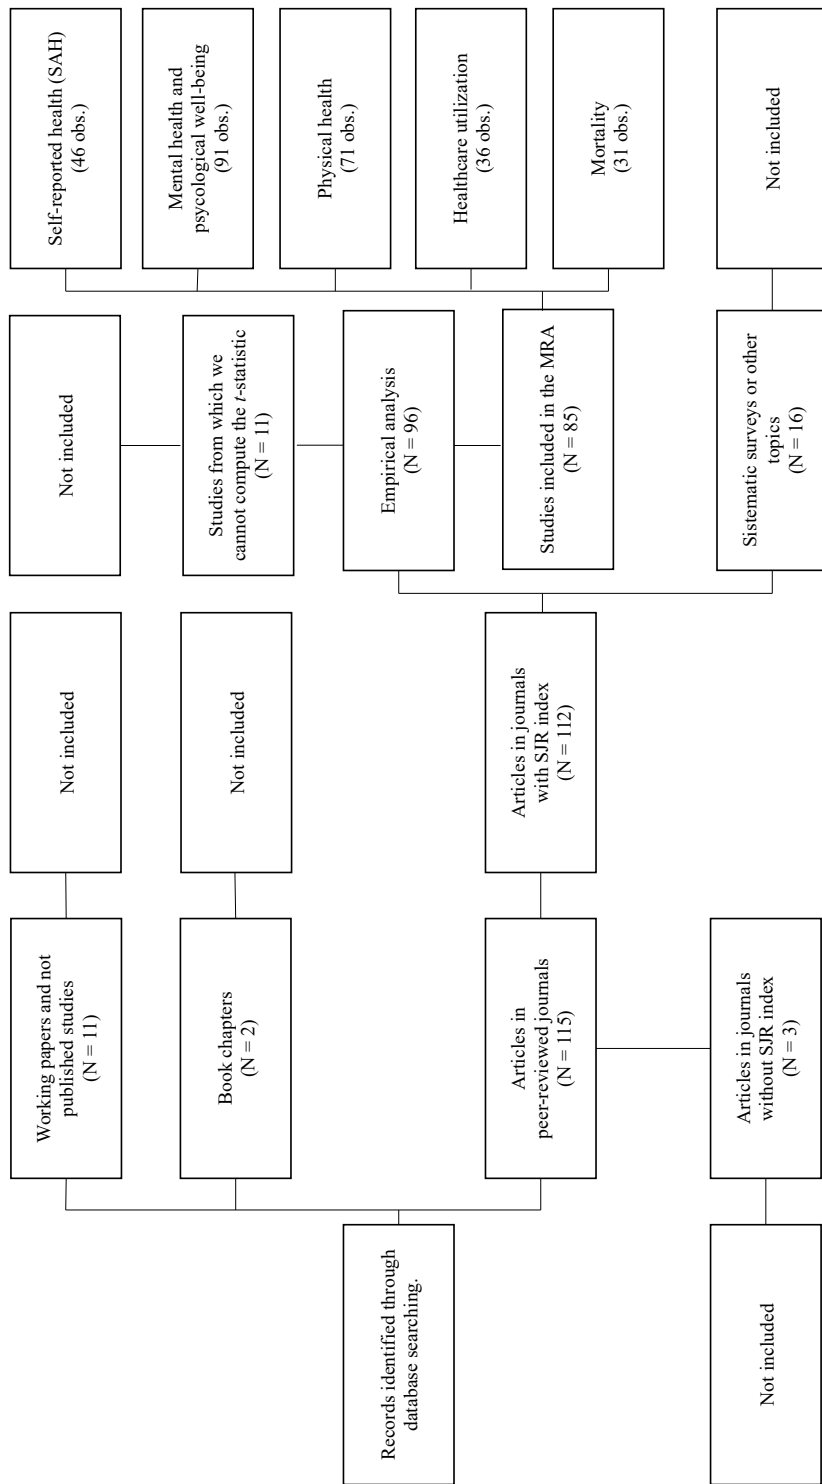 Records identified through
database searching.
Not included
Working papers and not
published studies
(N = 11)
Book chapters
(N = 2)
Articles in
peer-reviewed journals
(N = 115)
Articles in journals
without SJR index
(N = 3)
Not included
Not included
Articles in journals
with SJR index
(N = 112)
Not included
Studies from which we
cannot compute the t-statistic
(N = 11)
Empirical analysis
(N = 96)
Studies included in the MRA
(N = 85)
Sistematic surveys or other
topics
(N = 16)
Self-reported health (SAH)
(46 obs.)
Mental health and
psycological well-being
(91 obs.)
Physical health
(71 obs.)
Healthcare utilization
(36 obs.)
Mortality
(31 obs.)
Not included